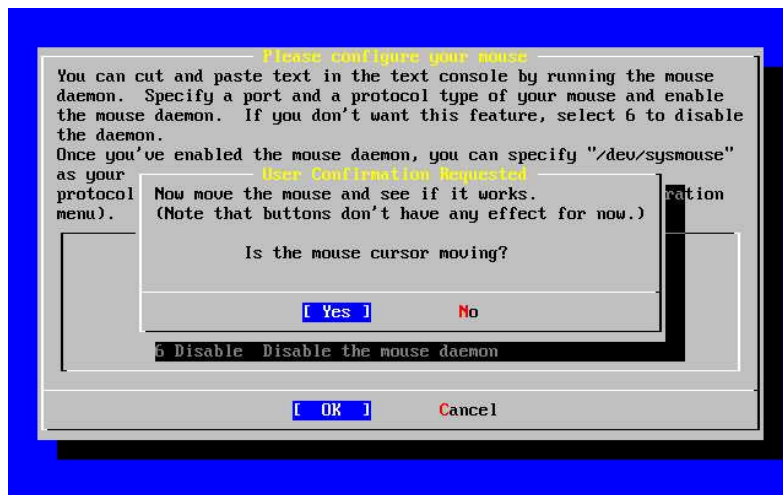 Please configure your mouse
You can cut and paste text in the text console by running the mouse
daemon.  Specify a port and a protocol type of your mouse and enable
the mouse daemon.  If you don't want this feature, select 6 to disable
the daemon.
Once you've enabled the mouse daemon, you can specify "/dev/sysmouse"
as your
User Confirmation Requested
protocol
ration
menu).
Now move the mouse and see if it works.
(Note that buttons don't have any effect for now.)
Is the mouse cursor moving?
[ Yes ] No
6 Disable  Disable the mouse daemon
[ OK ] Cancel